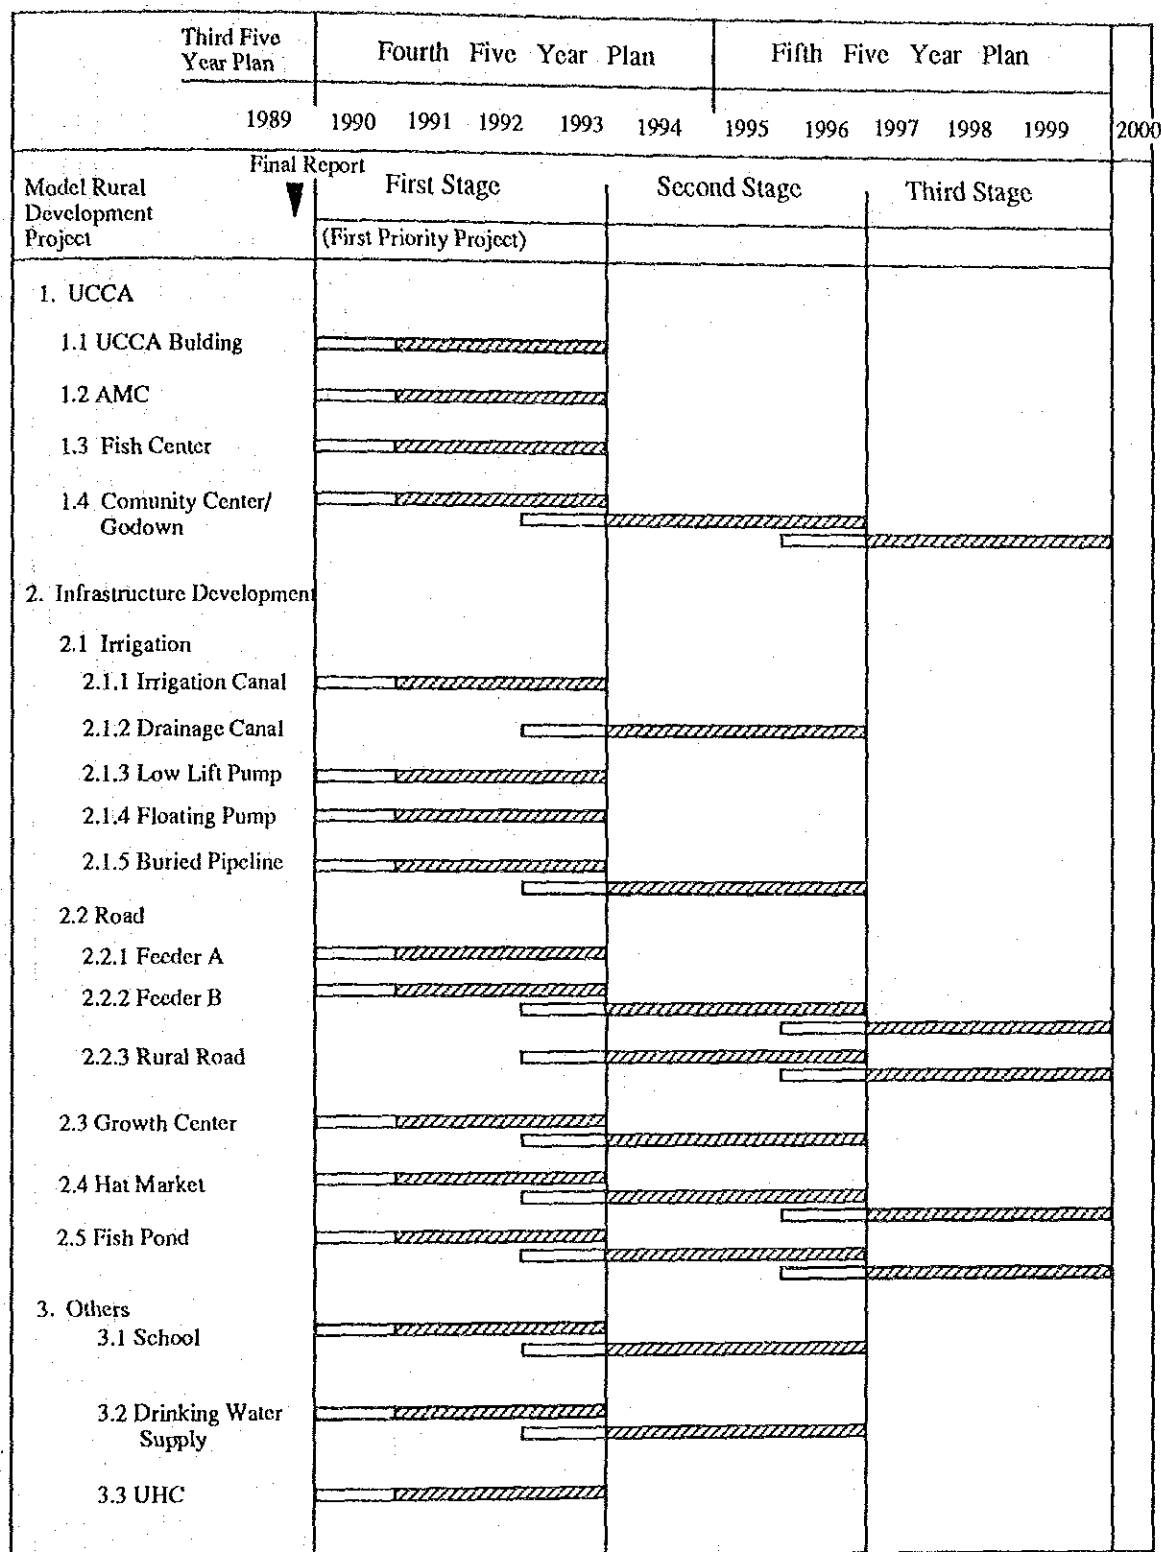 Third Five
Year Plan
Fourth Five Year Plan
Fifth Five Year Plan
1989 1990 1991 1992 1993 1994 1995 1996 1997 1998 1999 2000
Final Report
Model Rural
Development
Project
First Stage
Second Stage
Third Stage
(First Priority Project)
1. UCCA
1.1 UCCA Bulding
1.2 AMC
1.3 Fish Center
1.4 Comunity Center/
Godown
2. Infrastructure Development
2.1 Irrigation
2.1.1 Irrigation Canal
2.1.2 Drainage Canal
2.1.3 Low Lift Pump
2.1.4 Floating Pump
2.1.5 Buried Pipeline
2.2 Road
2.2.1 Feeder A
2.2.2 Feeder B
2.2.3 Rural Road
2.3 Growth Center
2.4 Hat Market
2.5 Fish Pond
3. Others
3.1 School
3.2 Drinking Water
Supply
3.3 UHC